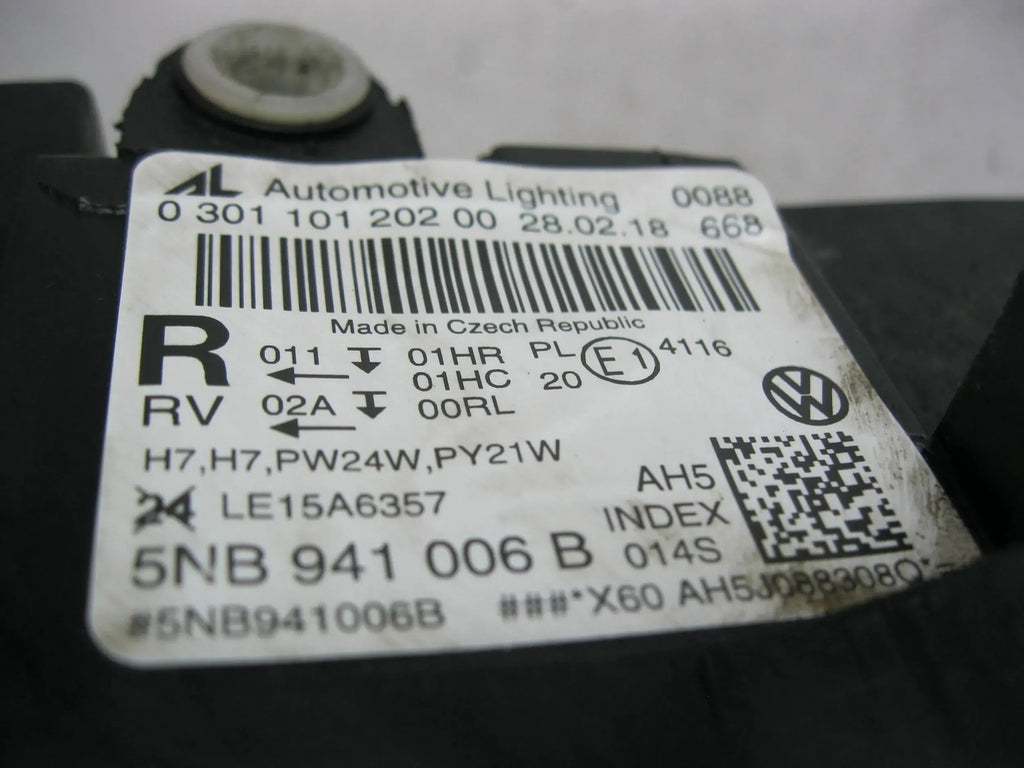 AL Automotive Lighting 0088
0 301 101 202 00 28.02.18 668
Made in Czech Republic
R 011 01HR PL E1 4116
01HC 20
RV 02A 00RL
VW
H7,H7,PW24W,PY21W
24 LE15A6357
AH5
INDEX
014S
5NB 941 006 B
#5NB941006B ###*X60 AH5J088308Q*-